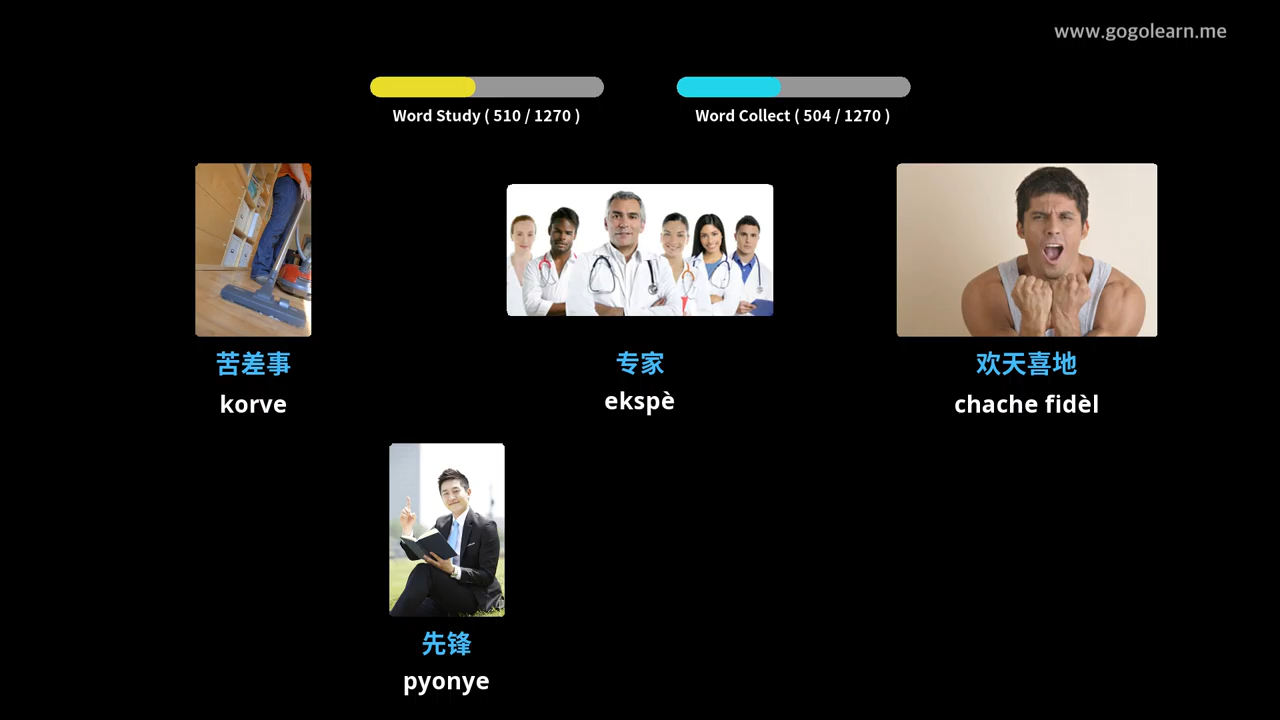 www.gogolearn.me
Word Study ( 510 / 1270 )
Word Collect ( 504 / 1270 )
苦差事
korve
专家
ekspè
欢天喜地
chache fidèl
先锋
pyonye